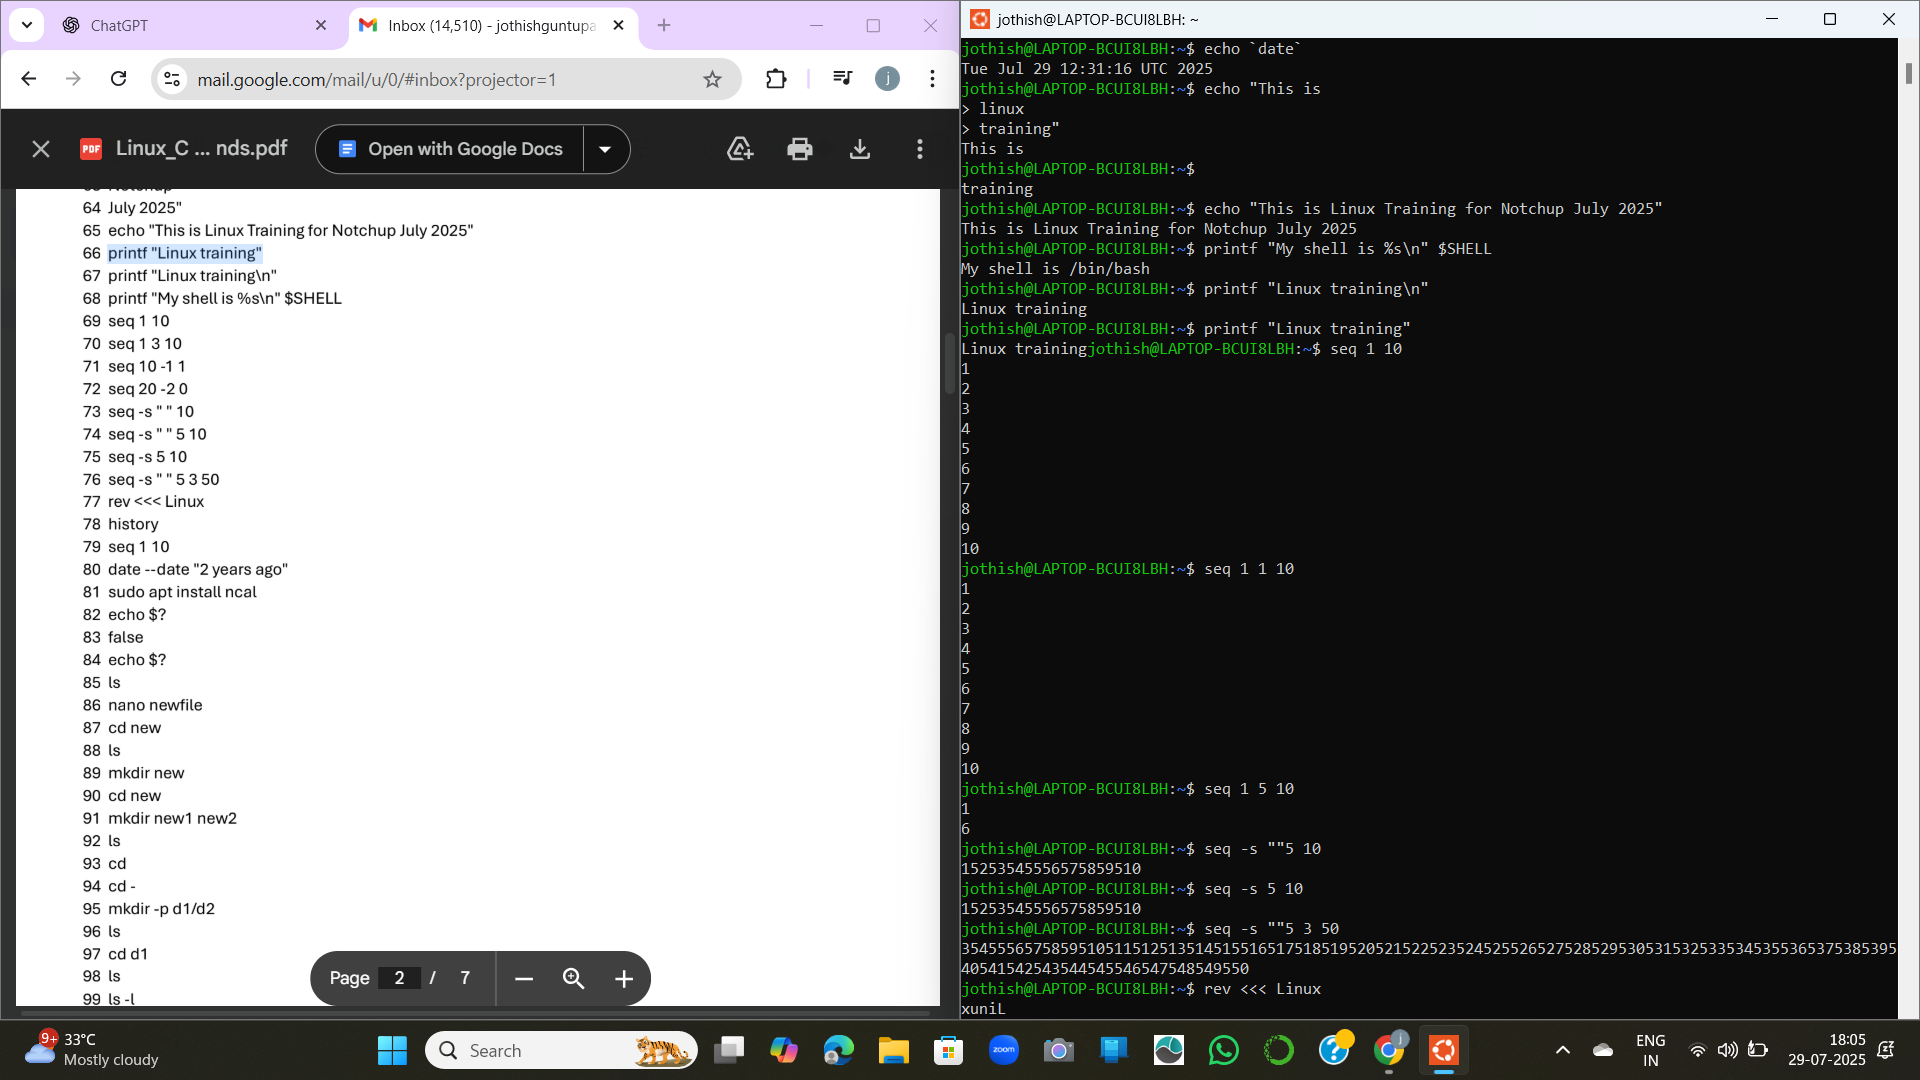 ChatGPT
Inbox (14,510) - jothishguntupa
mail.google.com/mail/u/0/#inbox?projector=1
j
PDF
Linux_C ... nds.pdf
Open with Google Docs
64 July 2025"
65 echo "This is Linux Training for Notchup July 2025"
66 printf "Linux training"
67 printf "Linux training\n"
68 printf "My shell is %s\n" $SHELL
69 seq 1 10
70 seq 1 3 10
71 seq 10 -1 1
72 seq 20 -2 0
73 seq -s " " 10
74 seq -s " " 5 10
75 seq -s 5 10
76 seq -s " " 5 3 50
77 rev <<< Linux
78 history
79 seq 1 10
80 date --date "2 years ago"
81 sudo apt install ncal
82 echo $?
83 false
84 echo $?
85 ls
86 nano newfile
87 cd new
88 ls
89 mkdir new
90 cd new
91 mkdir new1 new2
92 ls
93 cd
94 cd -
95 mkdir -p d1/d2
96 ls
97 cd d1
98 ls
99 ls -l
Page 2 / 7
jothish@LAPTOP-BCUI8LBH: ~
jothish@LAPTOP-BCUI8LBH:~$ echo `date`
Tue Jul 29 12:31:16 UTC 2025
jothish@LAPTOP-BCUI8LBH:~$ echo "This is
> linux
> training"
This is
jothish@LAPTOP-BCUI8LBH:~$
training
jothish@LAPTOP-BCUI8LBH:~$ echo "This is Linux Training for Notchup July 2025"
This is Linux Training for Notchup July 2025
jothish@LAPTOP-BCUI8LBH:~$ printf "My shell is %s\n" $SHELL
My shell is /bin/bash
jothish@LAPTOP-BCUI8LBH:~$ printf "Linux training\n"
Linux training
jothish@LAPTOP-BCUI8LBH:~$ printf "Linux training"
Linux trainingjothish@LAPTOP-BCUI8LBH:~$ seq 1 10
1
2
3
4
5
6
7
8
9
10
jothish@LAPTOP-BCUI8LBH:~$ seq 1 1 10
1
2
3
4
5
6
7
8
9
10
jothish@LAPTOP-BCUI8LBH:~$ seq 1 5 10
1
6
jothish@LAPTOP-BCUI8LBH:~$ seq -s ""5 10
15253545556575859510
jothish@LAPTOP-BCUI8LBH:~$ seq -s 5 10
15253545556575859510
jothish@LAPTOP-BCUI8LBH:~$ seq -s ""5 3 50
35455565758595105115125135145155165175185195205215225235245255265275285295305315325335345355365375385395
40541542543544545546547548549550
jothish@LAPTOP-BCUI8LBH:~$ rev <<< Linux
xuniL
9+
33°C
Mostly cloudy
Search
zoom
j
ENG
IN
18:05
29-07-2025